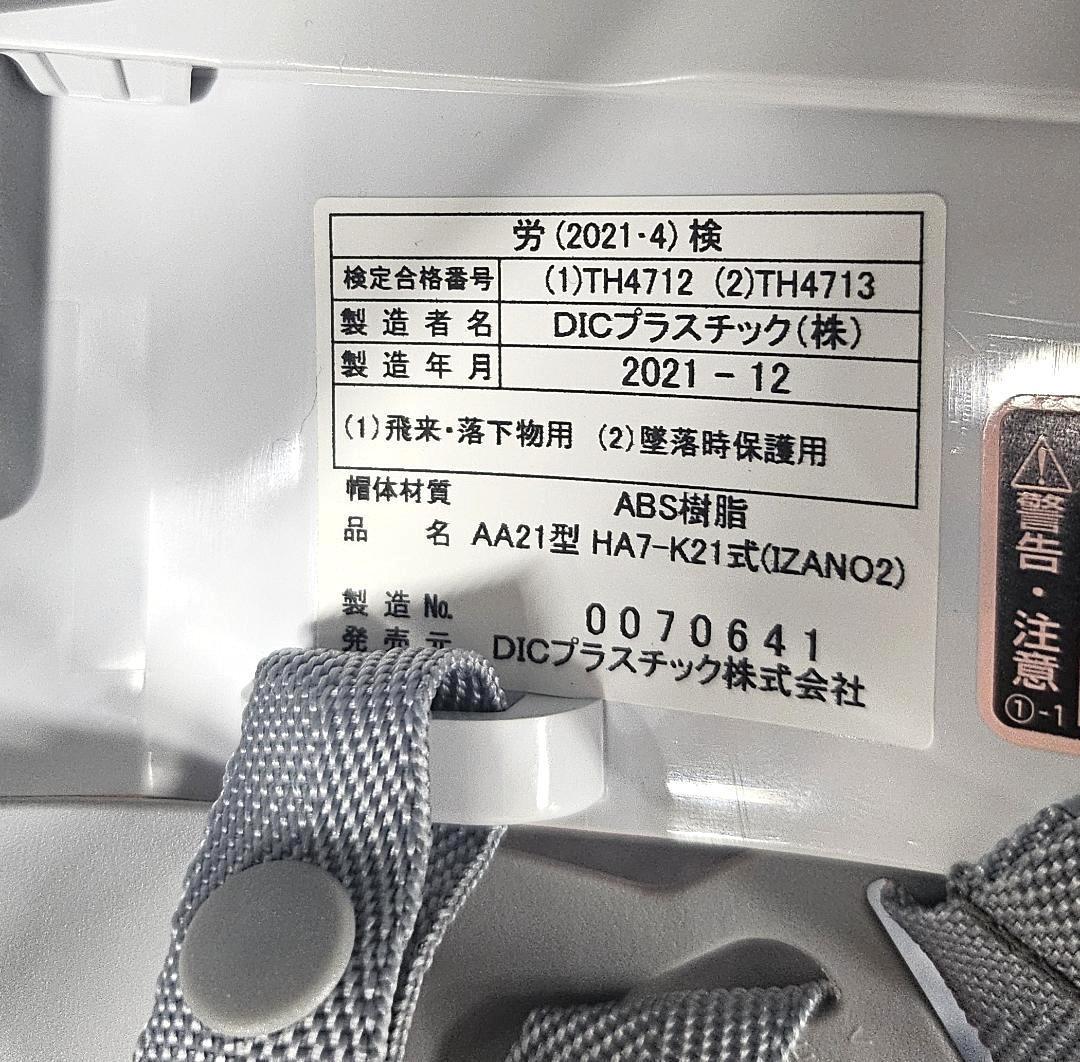 労(2021·4)検
検定合格番号 (1)TH4712 (2)TH4713
製造者名 DICプラスチック(株)
製造年月 2021-12
(1)飛来・落下物用 (2)墜落時保護用
帽体材質 ABS樹脂
品名 AA21型 HA7-K21式(IZANO2)
製造No. 0070641
発売元 DICプラスチック株式会社
警告・注意
①-1